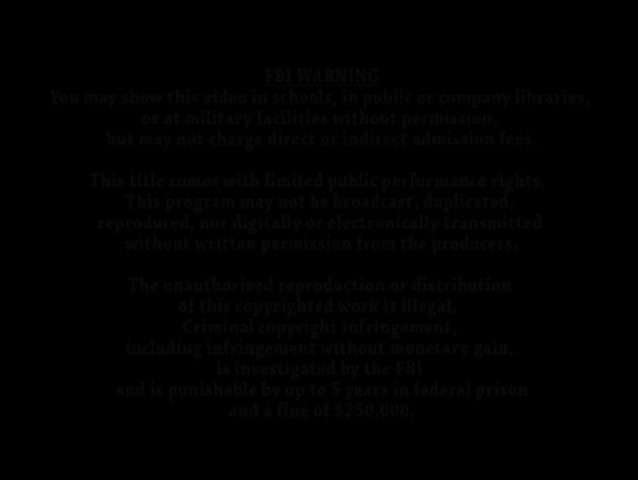 FBI WARNING
You may show this video in schools, in public or company libraries,
or at military facilities without permission,
but may not charge direct or indirect admission fees.
This title comes with limited public performance rights.
This program may not be broadcast, duplicated,
reproduced, nor digitally or electronically transmitted
without written permission from the producers.
The unauthorized reproduction or distribution
of this copyrighted work is illegal.
Criminal copyright infringement,
including infringement without monetary gain,
is investigated by the FBI
and is punishable by up to 5 years in federal prison
and a fine of $250,000.